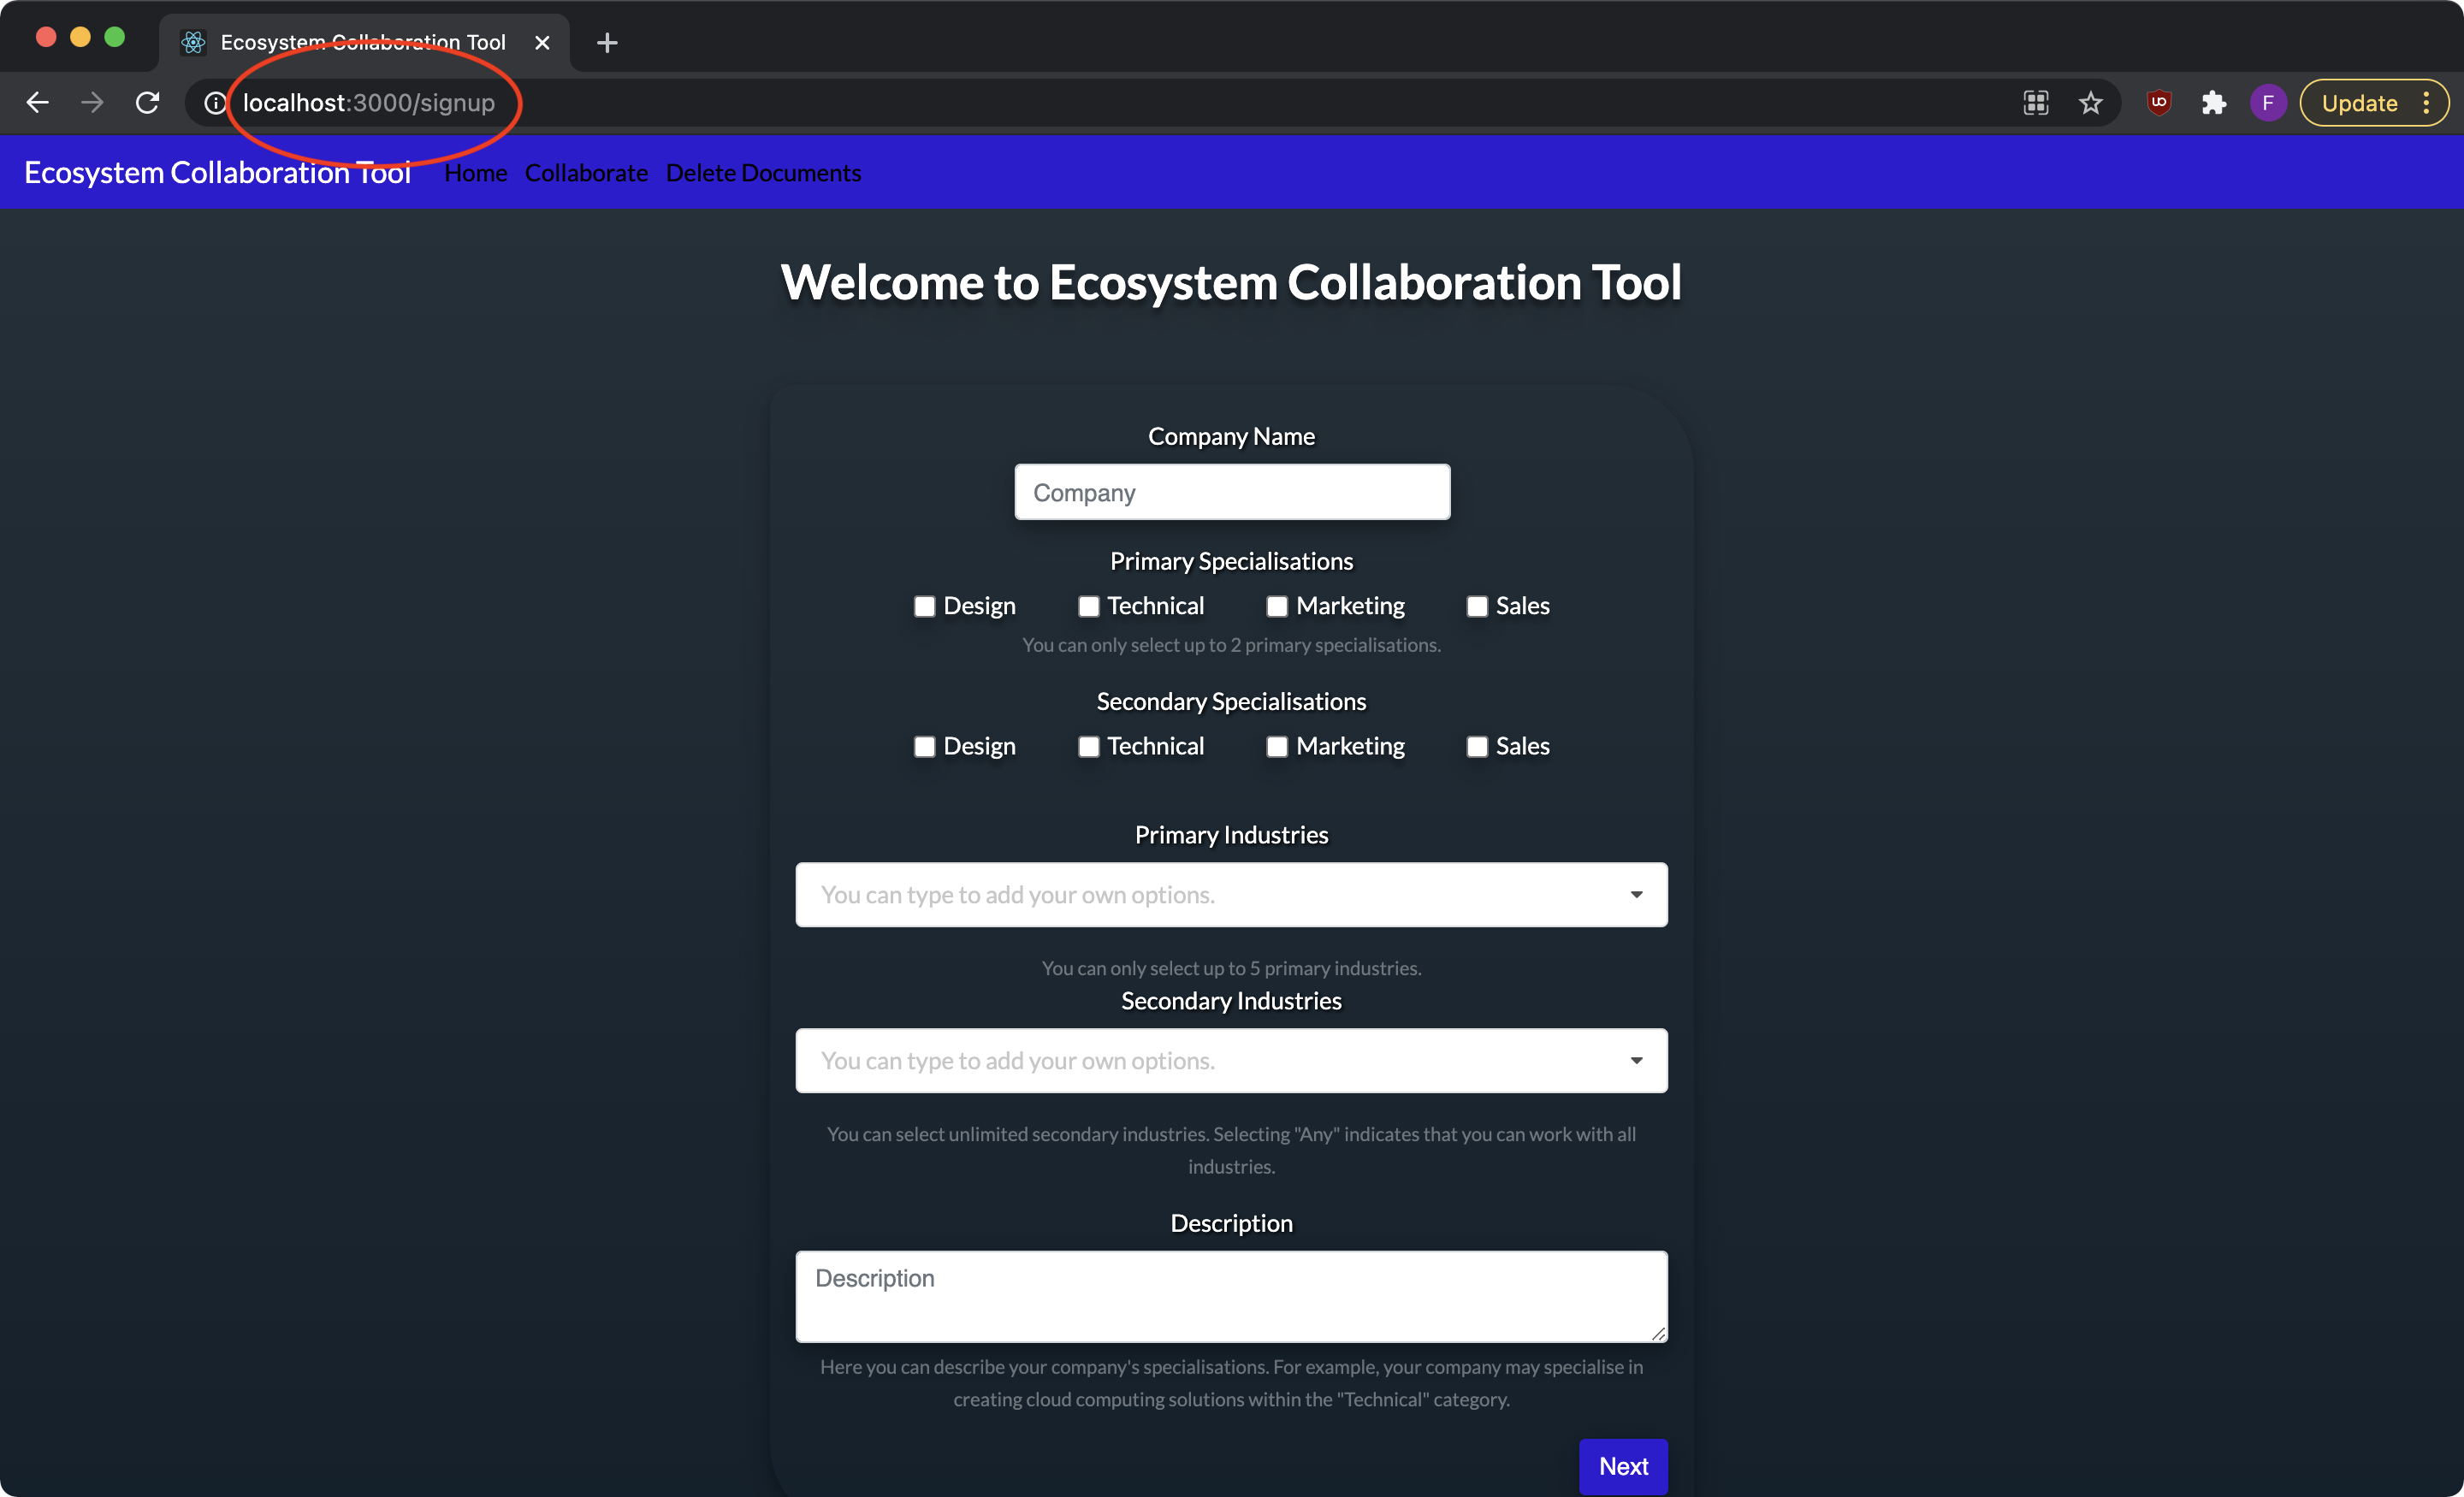 Ecosystem Collaboration Tool
localhost:3000/signup
F
Update
Ecosystem Collaboration Tool Home Collaborate Delete Documents
Welcome to Ecosystem Collaboration Tool
Company Name
Company
Primary Specialisations
Design Technical Marketing Sales
You can only select up to 2 primary specialisations.
Secondary Specialisations
Design Technical Marketing Sales
Primary Industries
You can type to add your own options.
You can only select up to 5 primary industries.
Secondary Industries
You can type to add your own options.
You can select unlimited secondary industries. Selecting "Any" indicates that you can work with all
industries.
Description
Description
Here you can describe your company's specialisations. For example, your company may specialise in
creating cloud computing solutions within the "Technical" category.
Next